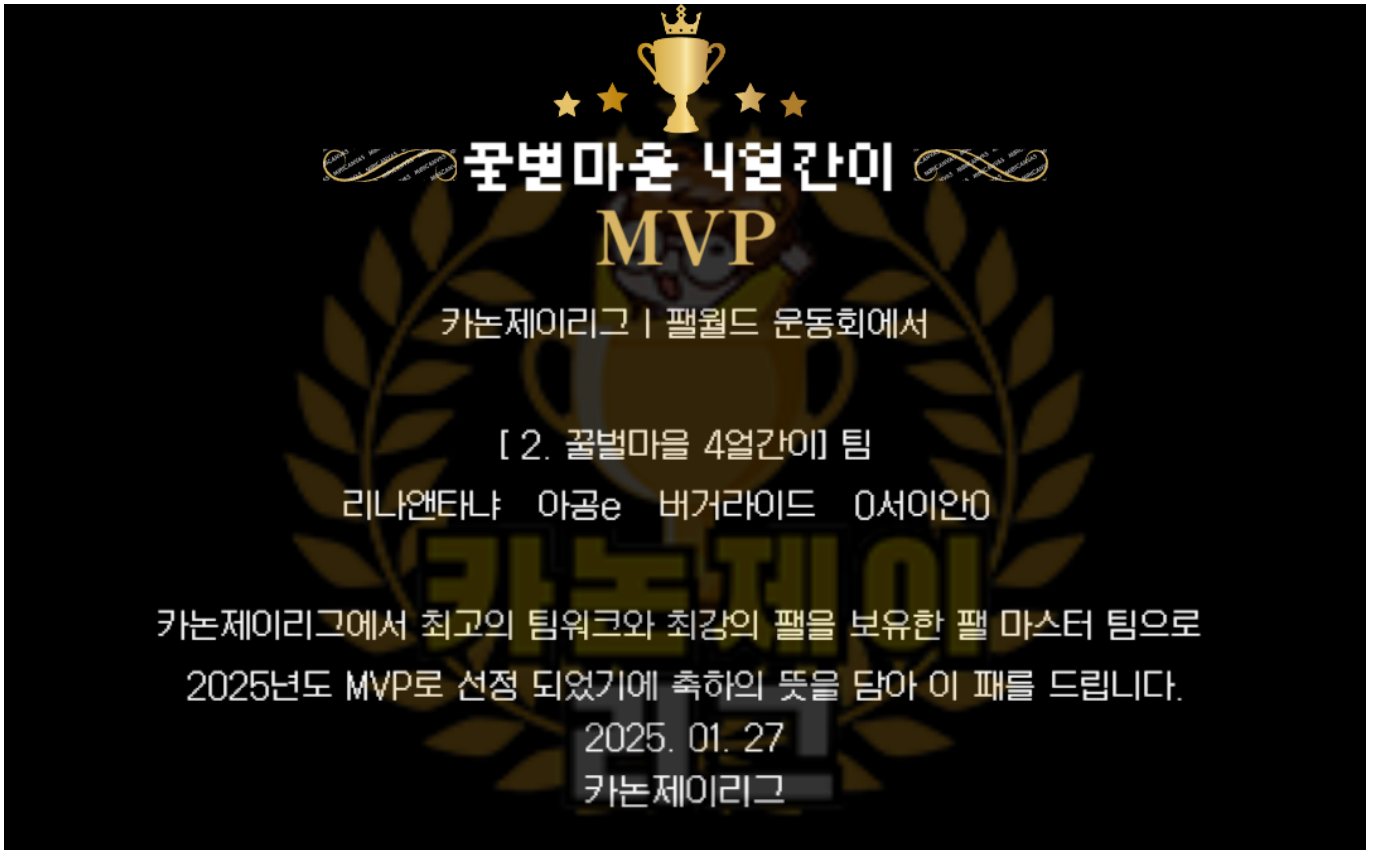 꿀벌마을 4얼간이
MVP
카논제이리그 | 팰월드 운동회에서
[ 2. 꿀벌마을 4얼간이] 팀
리나앤타냐 아공e 버거라이드 0서이안0
카논제이리그에서 최고의 팀워크와 최강의 팰을 보유한 팰 마스터 팀으로
2025년도 MVP로 선정 되었기에 축하의 뜻을 담아 이 패를 드립니다.
2025. 01. 27
카논제이리그
카논제이
리그